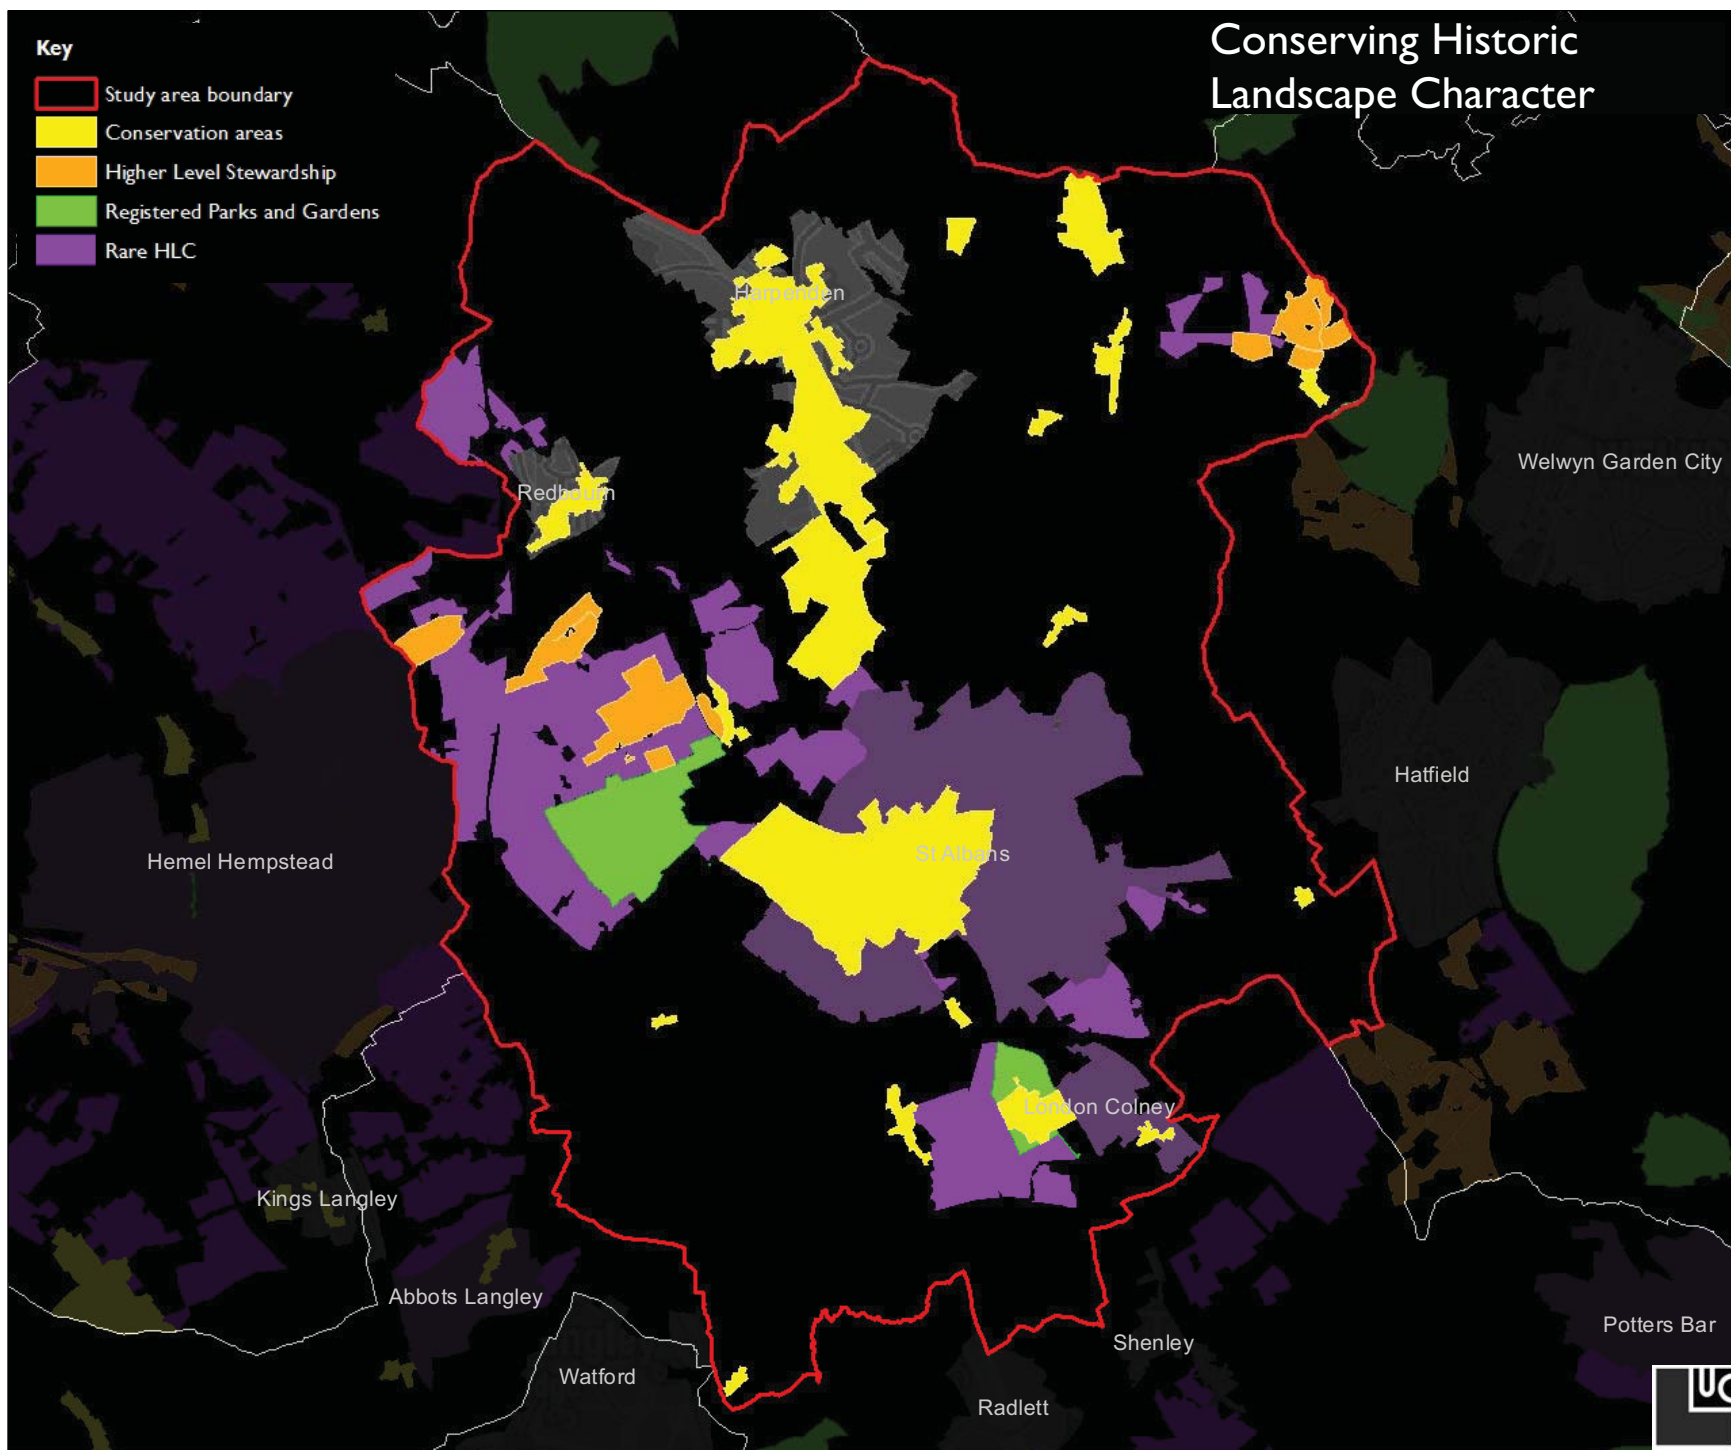 Conserving Historic
Landscape Character
Key
Study area boundary
Conservation areas
Higher Level Stewardship
Registered Parks and Gardens
Rare HLC
Harpenden
Redbourn
Welwyn Garden City
Hatfield
Hemel Hempstead
St Albans
London Colney
Kings Langley
Abbots Langley
Potters Bar
Shenley
Watford
Radlett